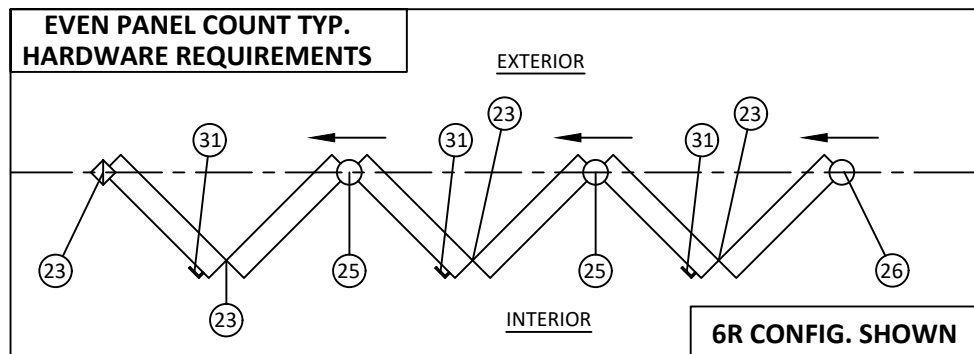 EVEN PANEL COUNT TYP.
HARDWARE REQUIREMENTS
EXTERIOR
31
31
23
31
23
23
25
25
26
23
INTERIOR
6R CONFIG. SHOWN